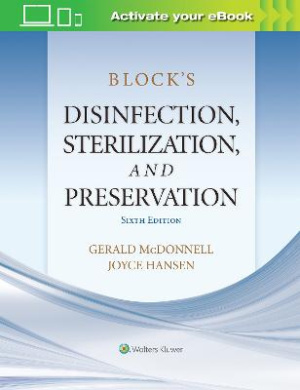 Activate your eBook
BLOCK'S
DISINFECTION,
STERILIZATION,
AND
PRESERVATION
SIXTH EDITION
GERALD MCDONNELL
JOYCE HANSEN
Wolters Kluwer